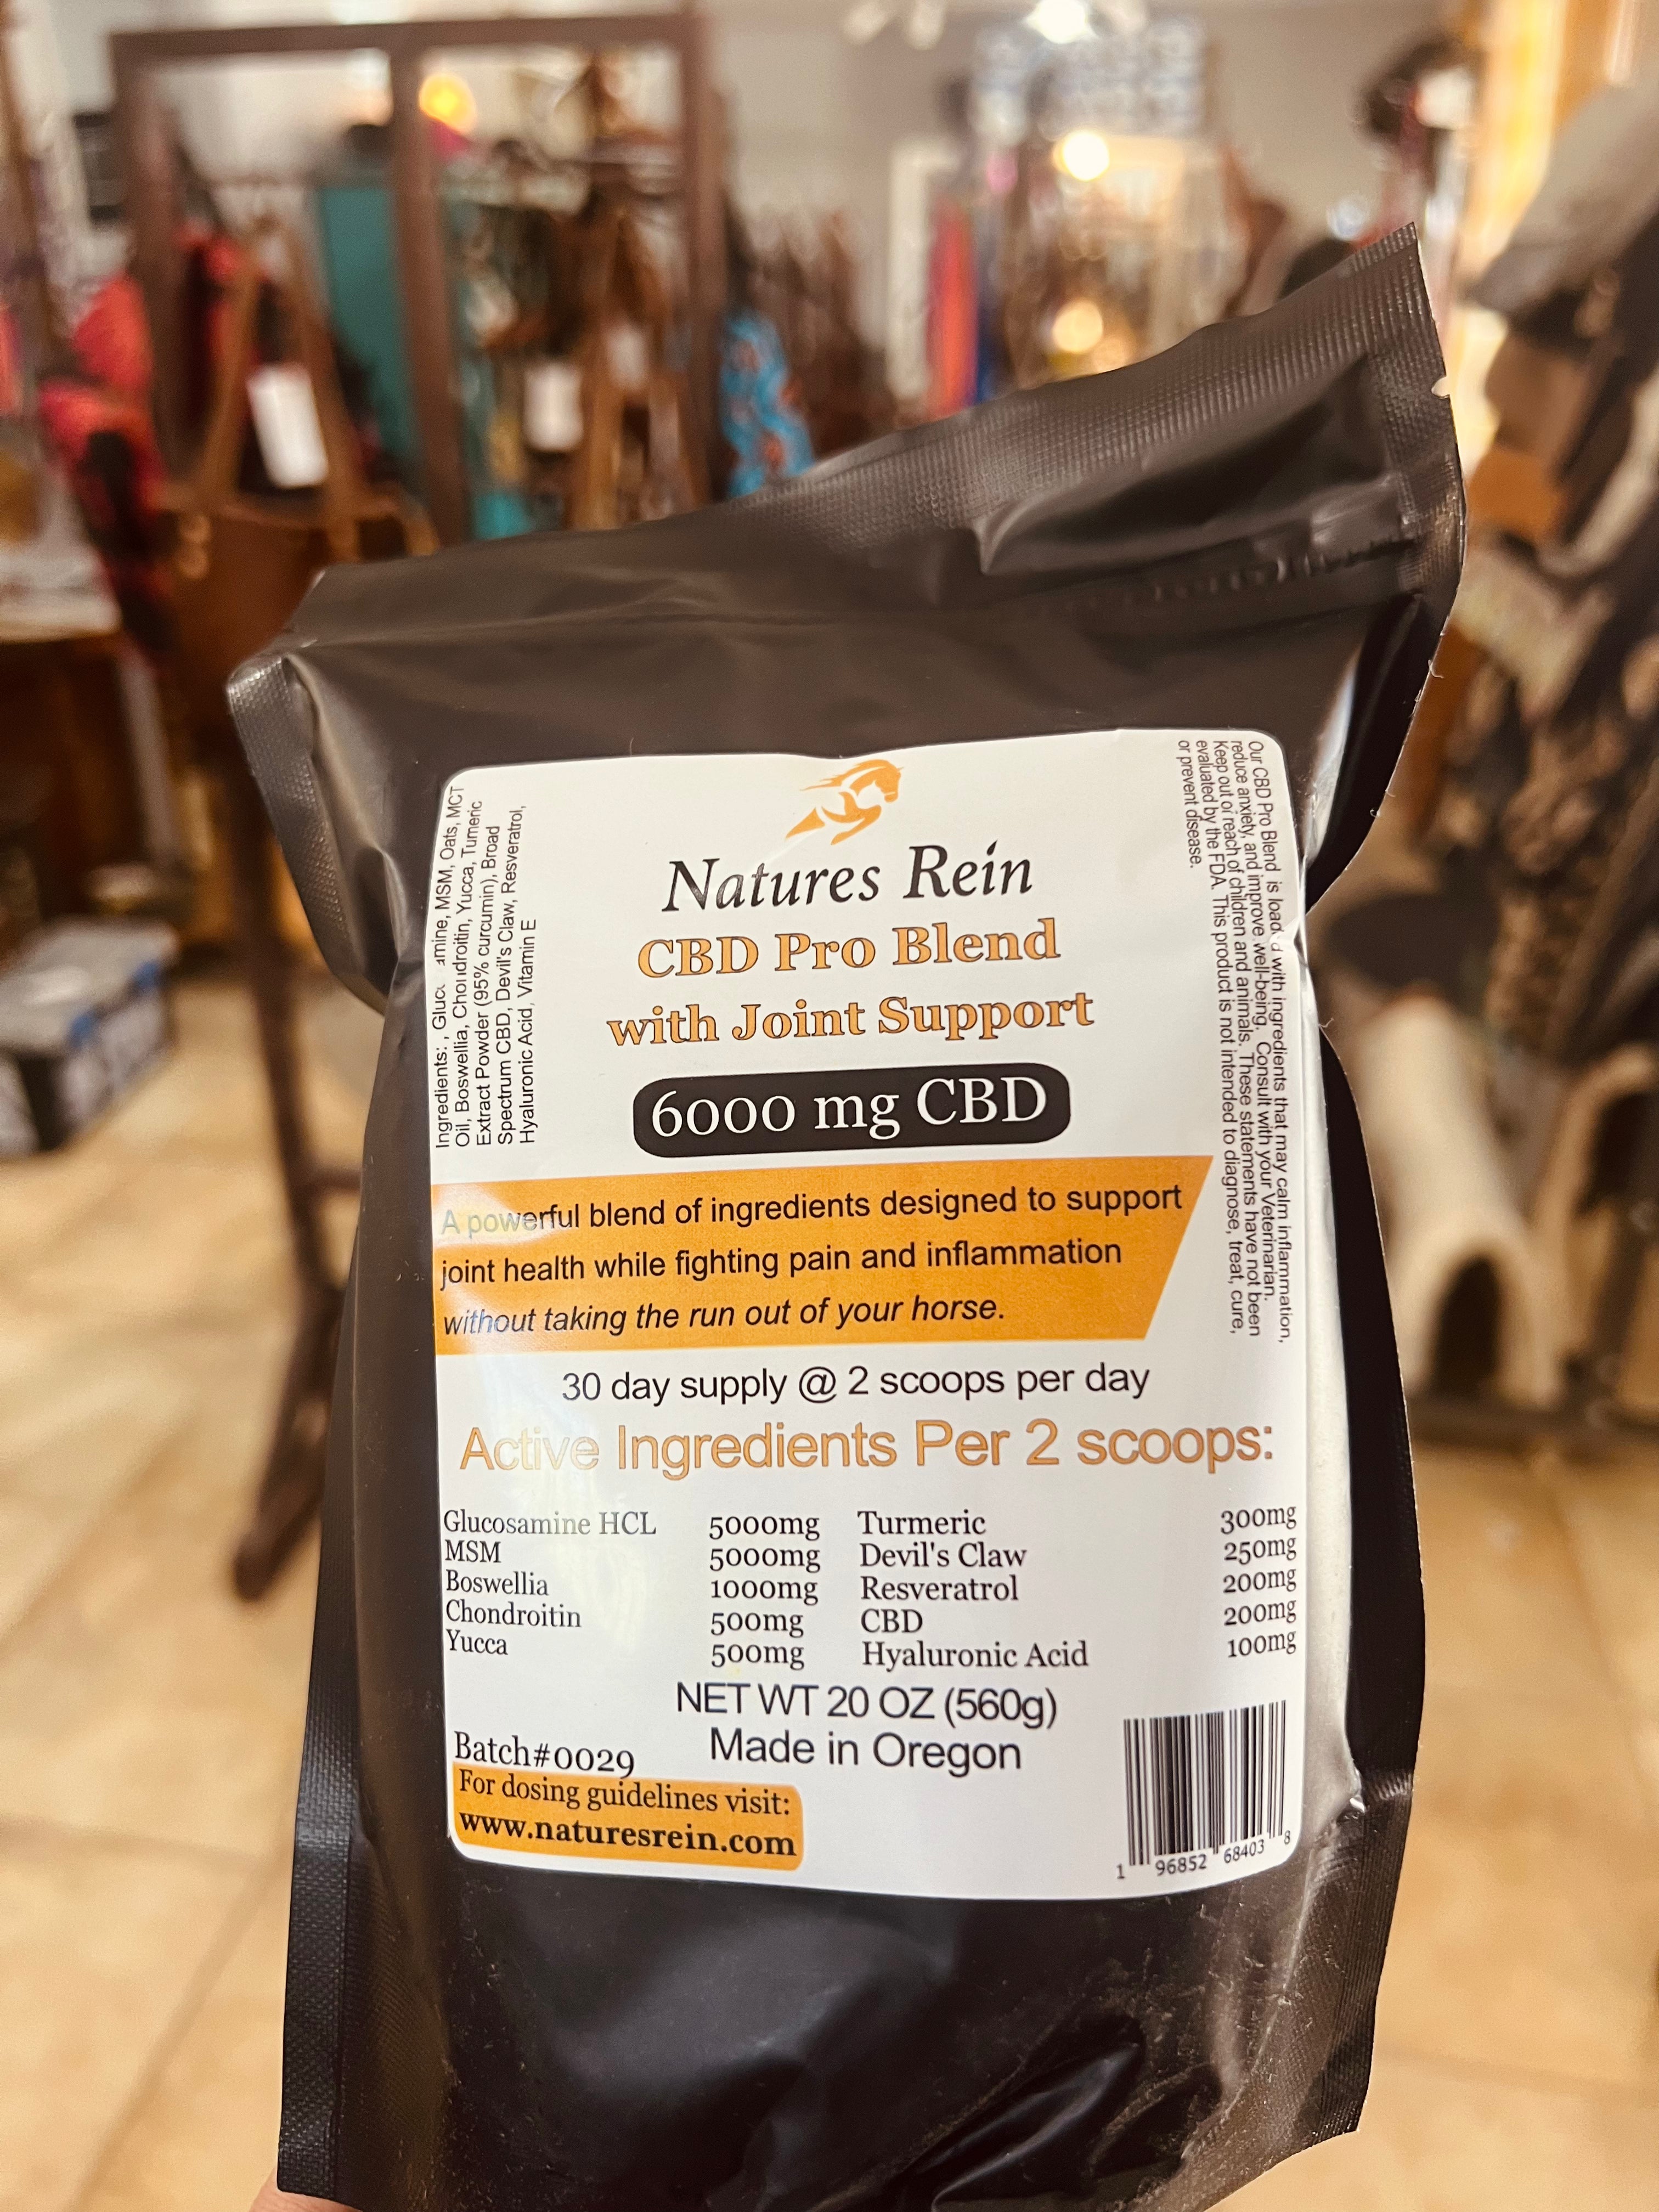 Ingredients: , Gluc amine, MSM, Oats, MCT
Oil, Boswellia, Chondroitin, Yucca, Tumeric
Extract Powder (95% curcumin), Broad
Spectrum CBD, Devil's Claw, Resveratrol,
Hyaluronic Acid, Vitamin E
Natures Rein
CBD Pro Blend
with Joint Support
6000 mg CBD
Our CBD Pro Blend is loaded with ingredients that may calm inflammation,
reduce anxiety, and improve well-being. Consult with your Veterinarian.
Keep out or reach of children and animals. These statements have not been
evaluated by the FDA. This product is not intended to diagnose, treat, cure,
or prevent disease.
A powerful blend of ingredients designed to support
joint health while fighting pain and inflammation
without taking the run out of your horse.
30 day supply @ 2 scoops per day
Active Ingredients Per 2 scoops:
Glucosamine HCL 5000mg Turmeric 300mg
MSM 5000mg Devil's Claw 250mg
Boswellia 1000mg Resveratrol 200mg
Chondroitin 500mg CBD 200mg
Yucca 500mg Hyaluronic Acid 100mg
NET WT 20 OZ (560g)
Made in Oregon
Batch#0029
For dosing guidelines visit:
www.naturesrein.com
1 96852 68403 8